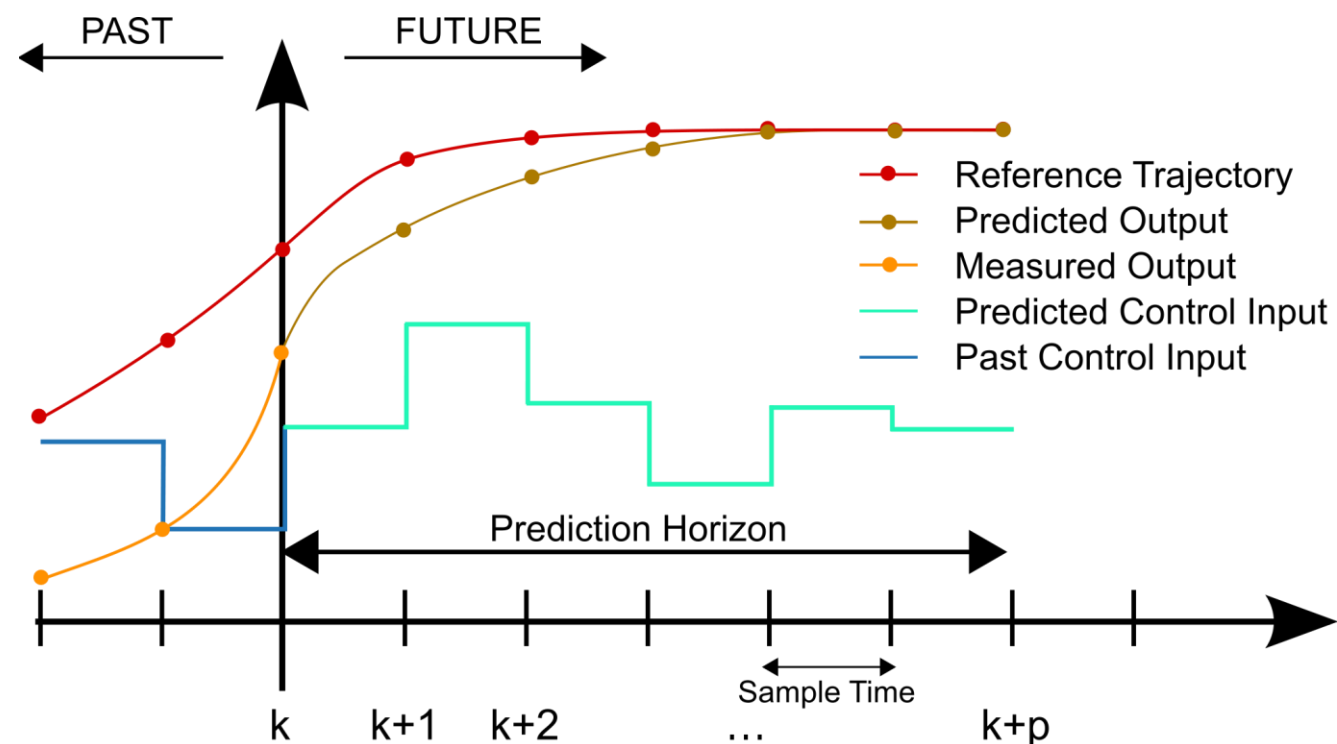 PAST
FUTURE
Reference Trajectory
Predicted Output
Measured Output
Predicted Control Input
Past Control Input
Prediction Horizon
Sample Time
k k+1 k+2 ... k+p